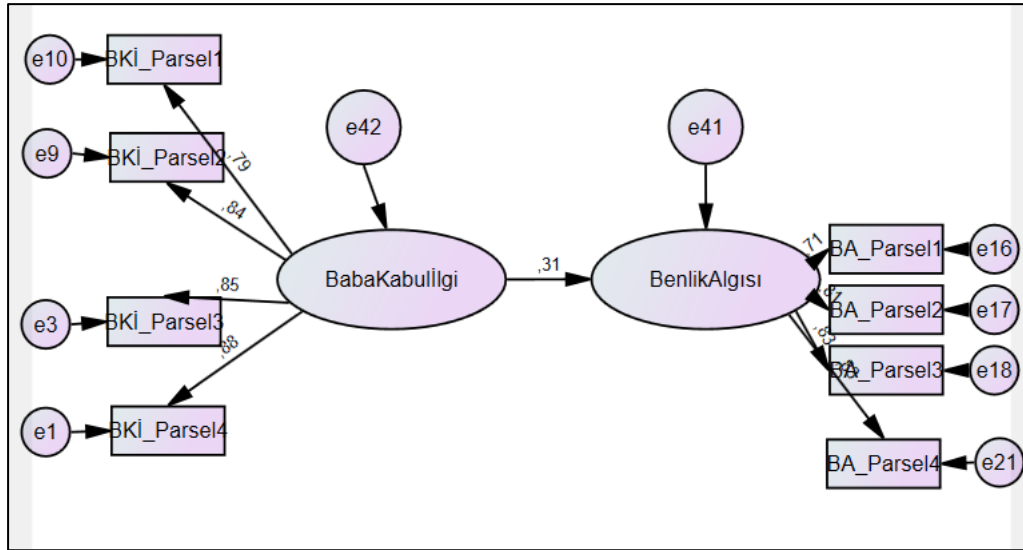 e10
BKİ_Parsel1
e9
BKİ_Parsel2
,79
,84
e42
e41
BabaKabulİlgi
,31
BenlikAlgısı
,85
e3
BKİ_Parsel3
,88
e1
BKİ_Parsel4
,71
BA_Parsel1
e16
BA_Parsel2
e17
,83
BA_Parsel3
e18
BA_Parsel4
e21